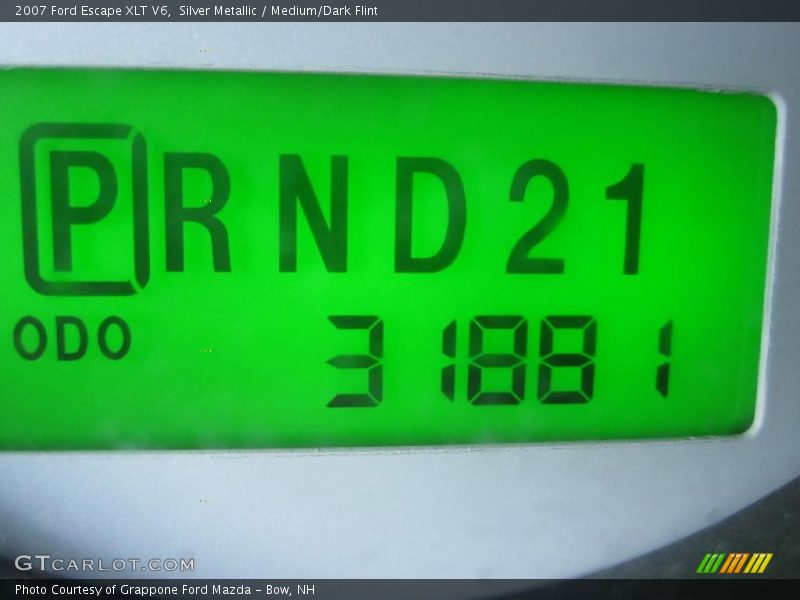 2007 Ford Escape XLT V6, Silver Metallic / Medium/Dark Flint
P R N D 2 1
ODO 31881
GTCARLOT.COM
Photo Courtesy of Grappone Ford Mazda - Bow, NH